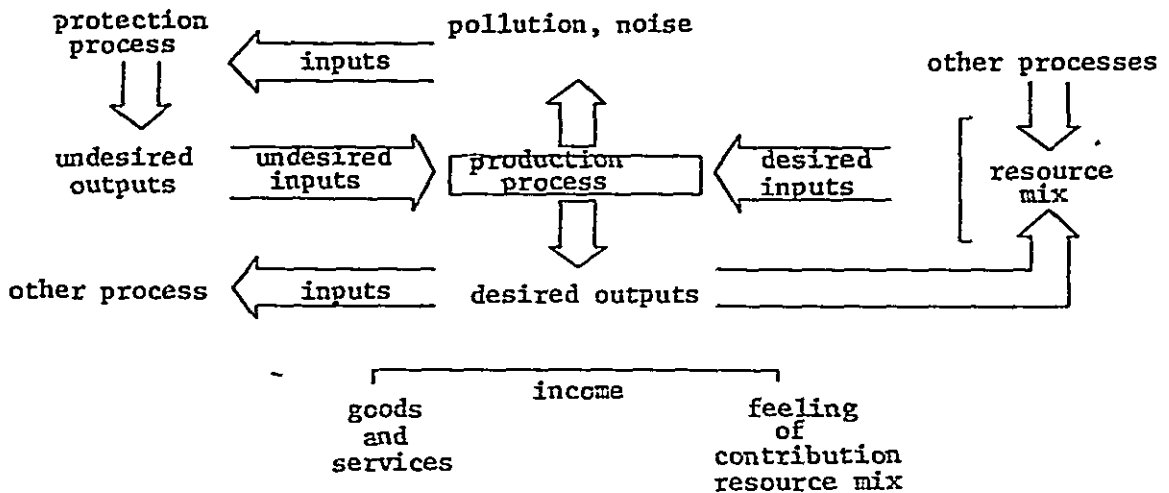 protection
process
pollution, noise
inputs
other processes
undesired
outputs
undesired
inputs
production
process
desired
inputs
resource
mix
other process
inputs
desired outputs
income
goods
and
services
feeling
of
contribution
resource mix